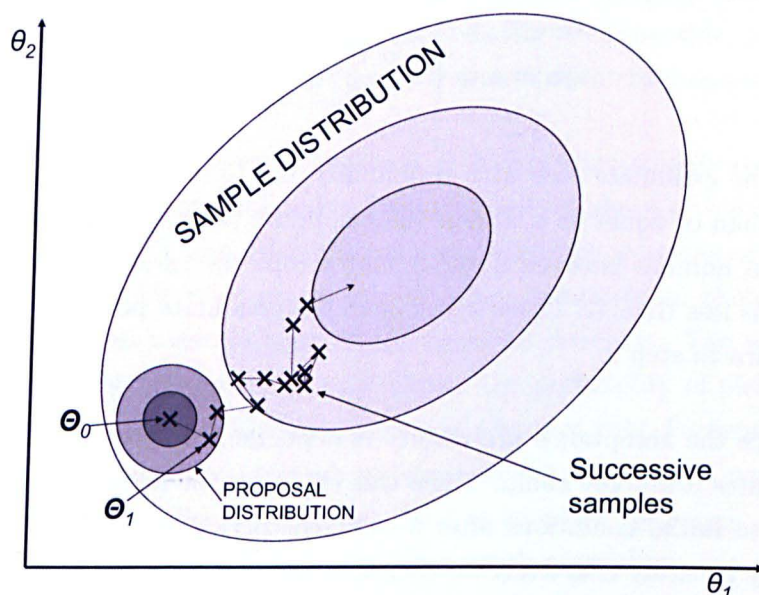 θ₂
SAMPLE DISTRIBUTION
Θ₀
Θ₁
PROPOSAL
DISTRIBUTION
Successive
samples
θ₁